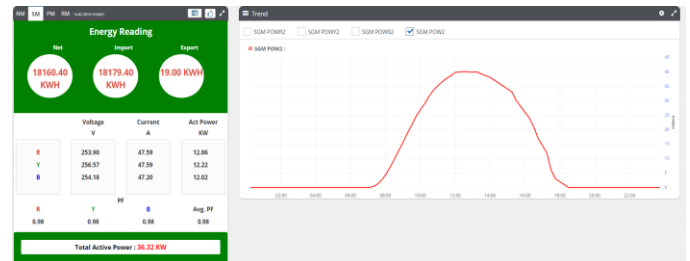 NM SM PM RM
Trend
Energy Reading
SGM POWR2 SGM POWY2 SGM POWB2 SGM POW2
Net Import Export
SGM POW2 :
18160.40 KWH
18179.40 KWH
19.00 KWH
Voltage Current Act Power
V A KW
R 253.90 47.59 12.06
Y 256.57 47.59 12.22
B 254.18 47.20 12.02
PF
R Y B Avg. PF
0.98 0.98 0.98 0.98
Total Active Power : 36.32 KW
45
40
35
30
25
20
15
10
5
0
02:00 04:00 06:00 08:00 10:00 12:00 14:00 16:00 18:00 20:00 22:00